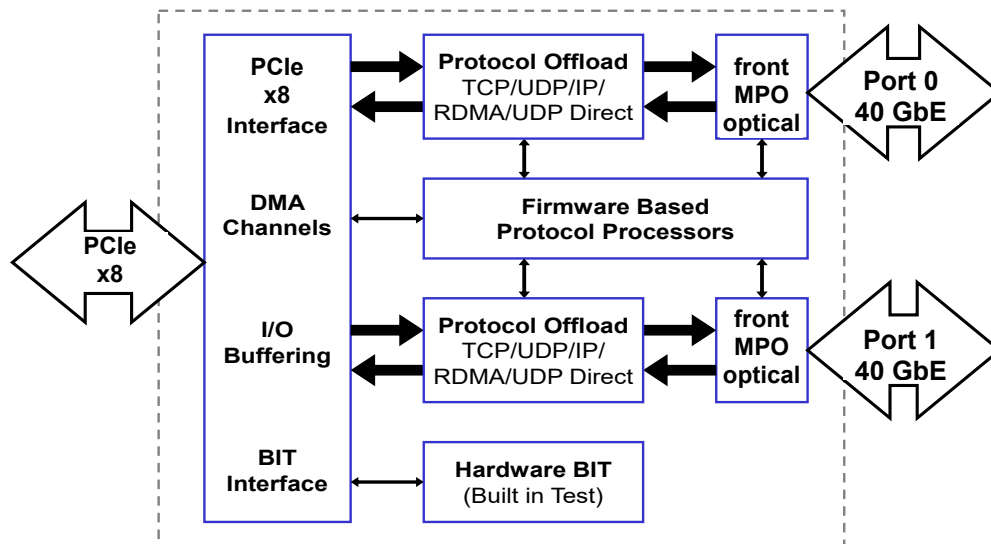 PCIe
x8
PCIe
x8
Interface
DMA
Channels
I/O
Buffering
BIT
Interface
Protocol Offload
TCP/UDP/IP/
RDMA/UDP Direct
front
MPO
optical
Port 0
40 GbE
Firmware Based
Protocol Processors
Protocol Offload
TCP/UDP/IP/
RDMA/UDP Direct
front
MPO
optical
Port 1
40 GbE
Hardware BIT
(Built in Test)